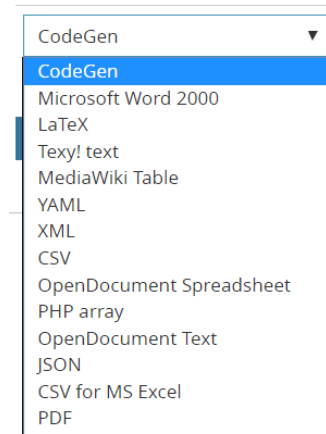 CodeGen
CodeGen
Microsoft Word 2000
LaTeX
Texy! text
MediaWiki Table
YAML
XML
CSV
OpenDocument Spreadsheet
PHP array
OpenDocument Text
JSON
CSV for MS Excel
PDF